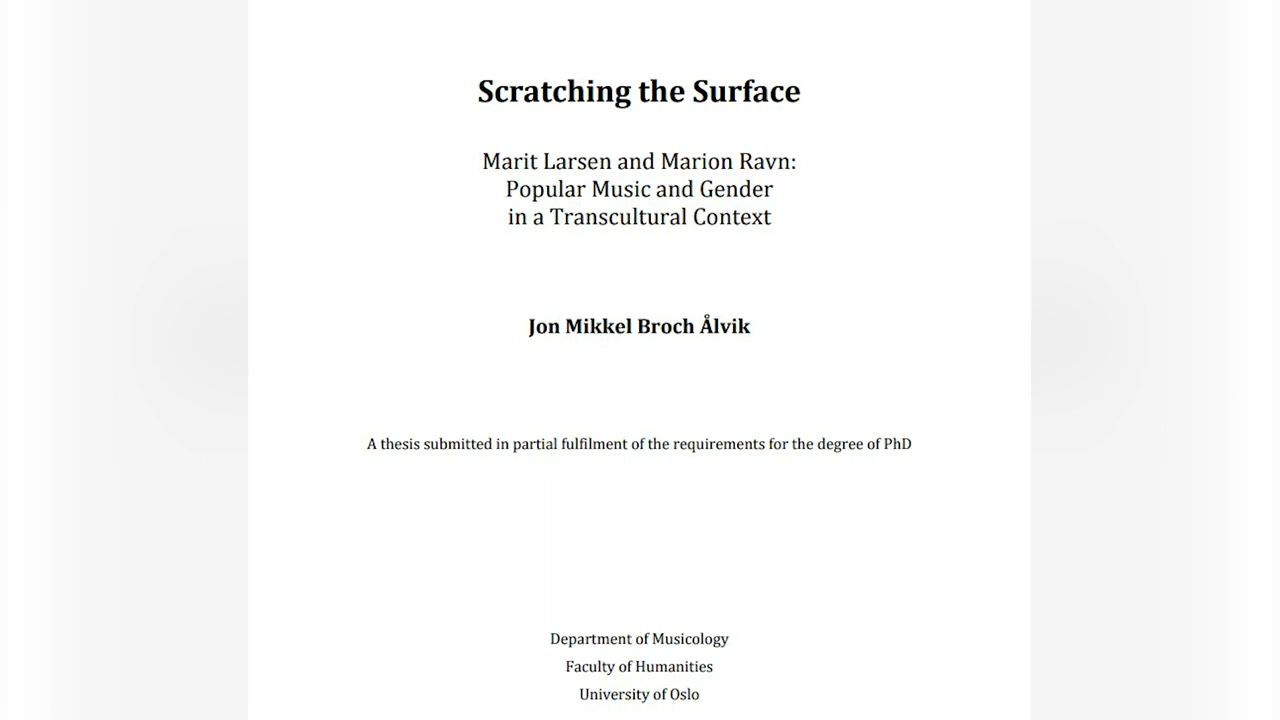 Scratching the Surface
Marit Larsen and Marion Ravn:
Popular Music and Gender
in a Transcultural Context
Jon Mikkel Broch Ålvik
A thesis submitted in partial fulfilment of the requirements for the degree of PhD
Department of Musicology
Faculty of Humanities
University of Oslo